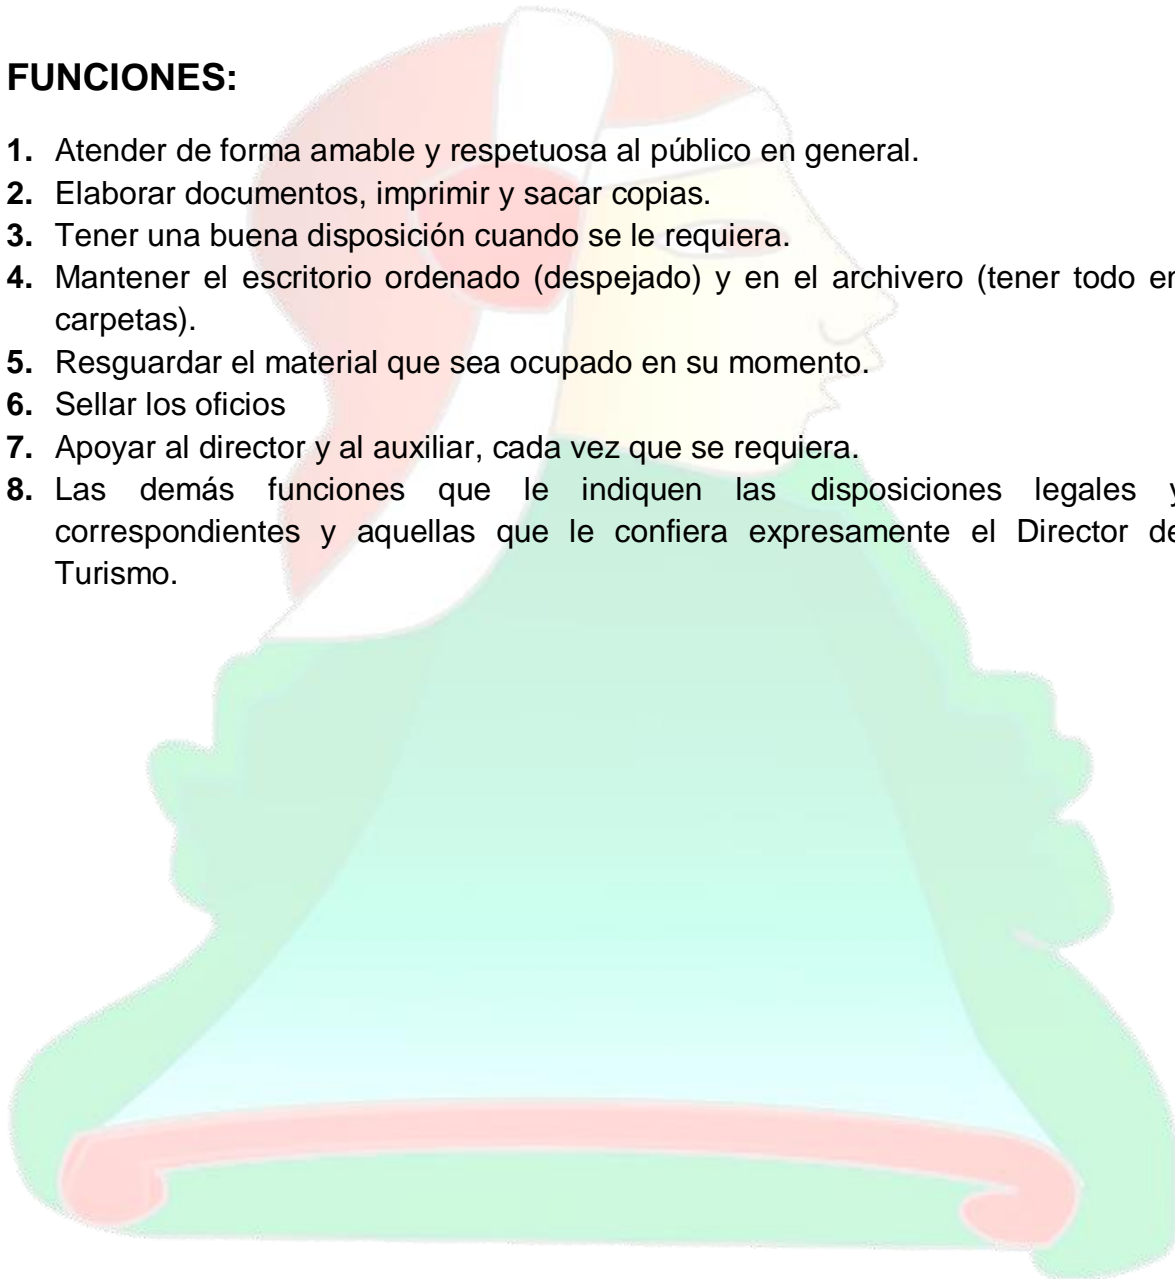 FUNCIONES:
1. Atender de forma amable y respetuosa al público en general.
2. Elaborar documentos, imprimir y sacar copias.
3. Tener una buena disposición cuando se le requiera.
4. Mantener el escritorio ordenado (despejado) y en el archivero (tener todo en
carpetas).
5. Resguardar el material que sea ocupado en su momento.
6. Sellar los oficios
7. Apoyar al director y al auxiliar, cada vez que se requiera.
8. Las demás funciones que le indiquen las disposiciones legales y
correspondientes y aquellas que le confiera expresamente el Director de
Turismo.